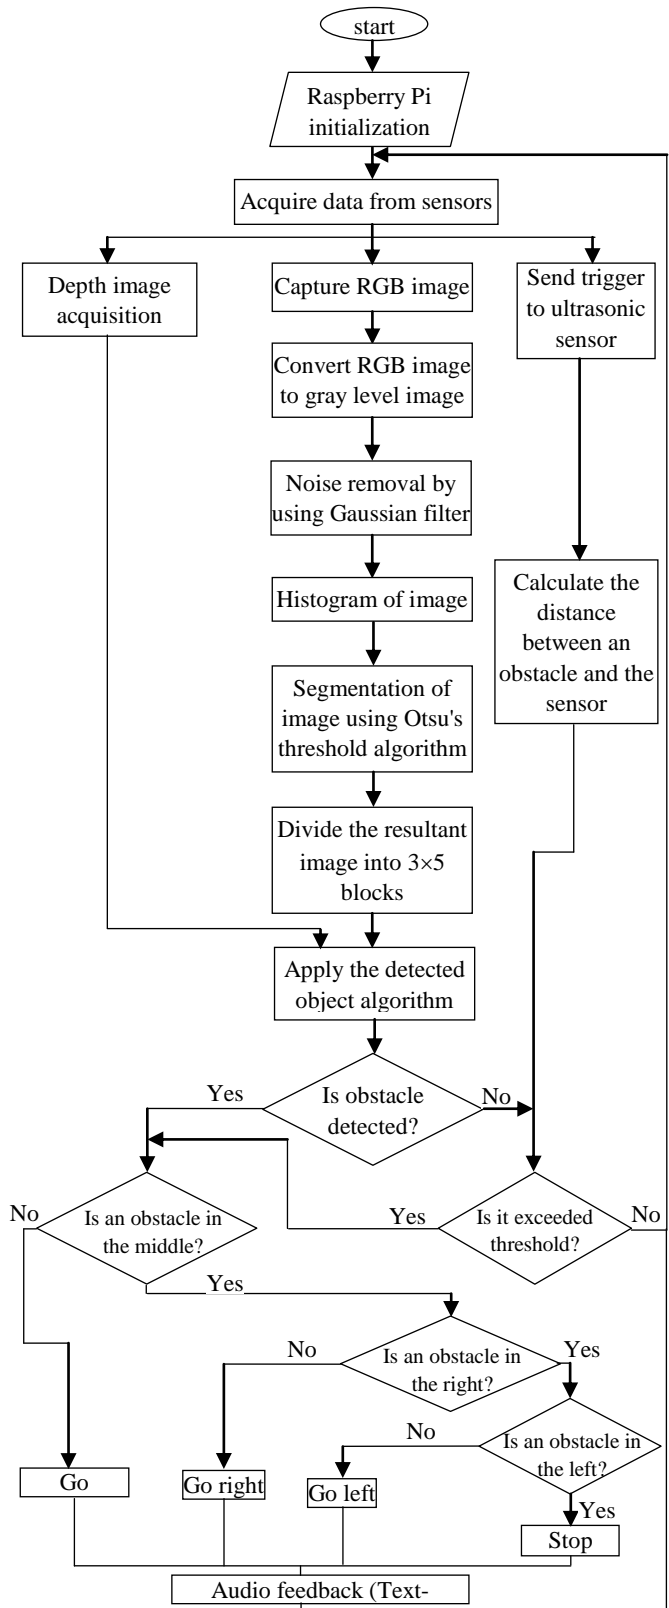 start
Raspberry Pi
initialization
Acquire data from sensors
Depth image
acquisition
Capture RGB image
Send trigger
to ultrasonic
sensor
Convert RGB image
to gray level image
Noise removal by
using Gaussian filter
Histogram of image
Calculate the
distance
between an
obstacle and the
sensor
Segmentation of
image using Otsu's
threshold algorithm
Divide the resultant
image into 3×5
blocks
Apply the detected
object algorithm
Yes
Is obstacle
detected?
No
No
Is an obstacle in
the middle?
Yes
Is it exceeded
threshold?
No
Yes
No
Is an obstacle in
the right?
Yes
No
Is an obstacle in
the left?
Go
Go right
Go left
Yes
Stop
Audio feedback (Text-